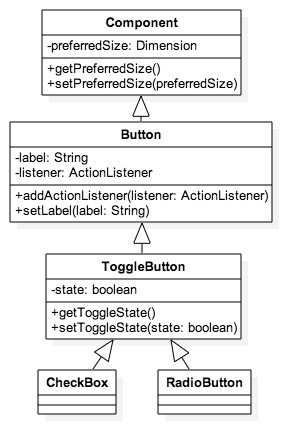 Component
-preferredSize: Dimension
+getPreferredSize()
+setPreferredSize(preferredSize)
Button
-label: String
-listener: ActionListener
+addActionListener(listener: ActionListener)
+setLabel(label: String)
ToggleButton
-state: boolean
+getToggleState()
+setToggleState(state: boolean)
CheckBox
RadioButton